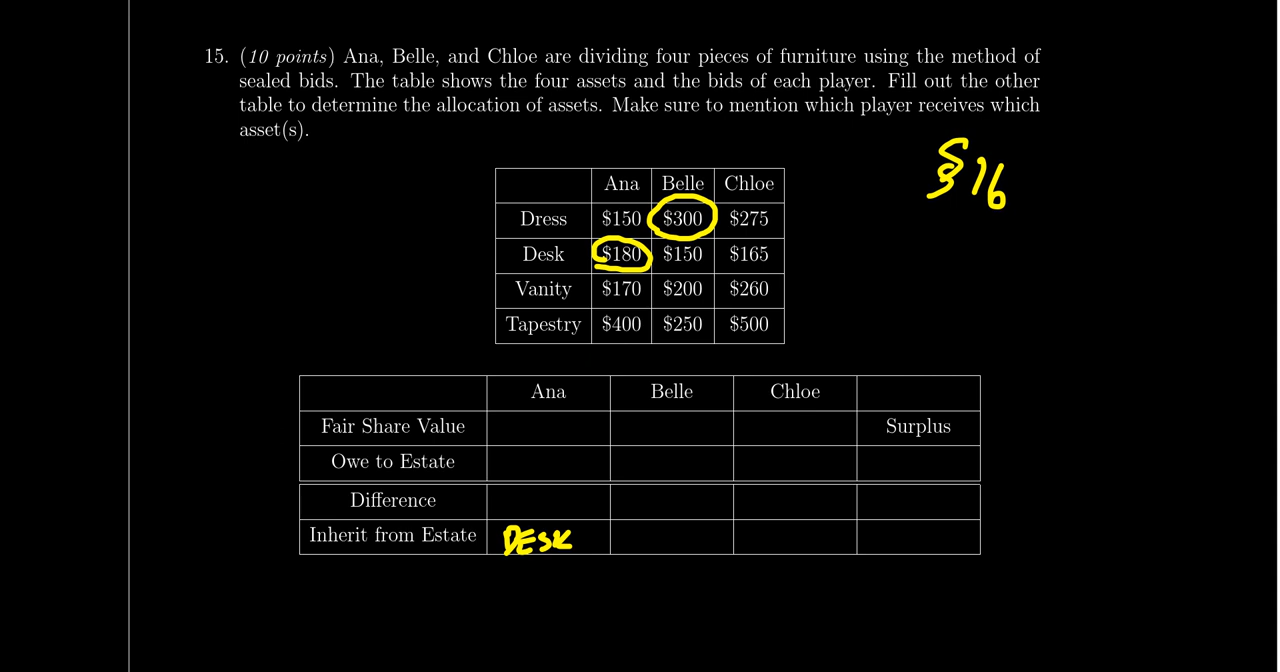 15. (10 points) Ana, Belle, and Chloe are dividing four pieces of furniture using the method of
sealed bids. The table shows the four assets and the bids of each player. Fill out the other
table to determine the allocation of assets. Make sure to mention which player receives which
asset(s).
§16
Ana Belle Chloe
Dress $150 $300 $275
Desk $180 $150 $165
Vanity $170 $200 $260
Tapestry $400 $250 $500
Ana Belle Chloe
Fair Share Value Surplus
Owe to Estate
Difference
Inherit from Estate DESK